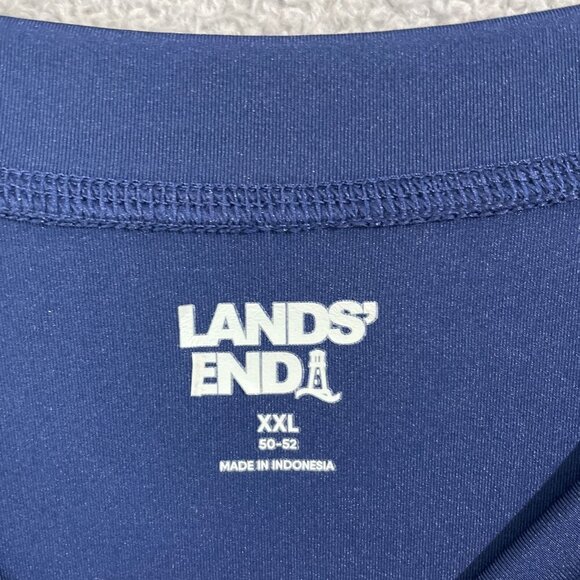 LANDS'
END
XXL
50-52
MADE IN INDONESIA